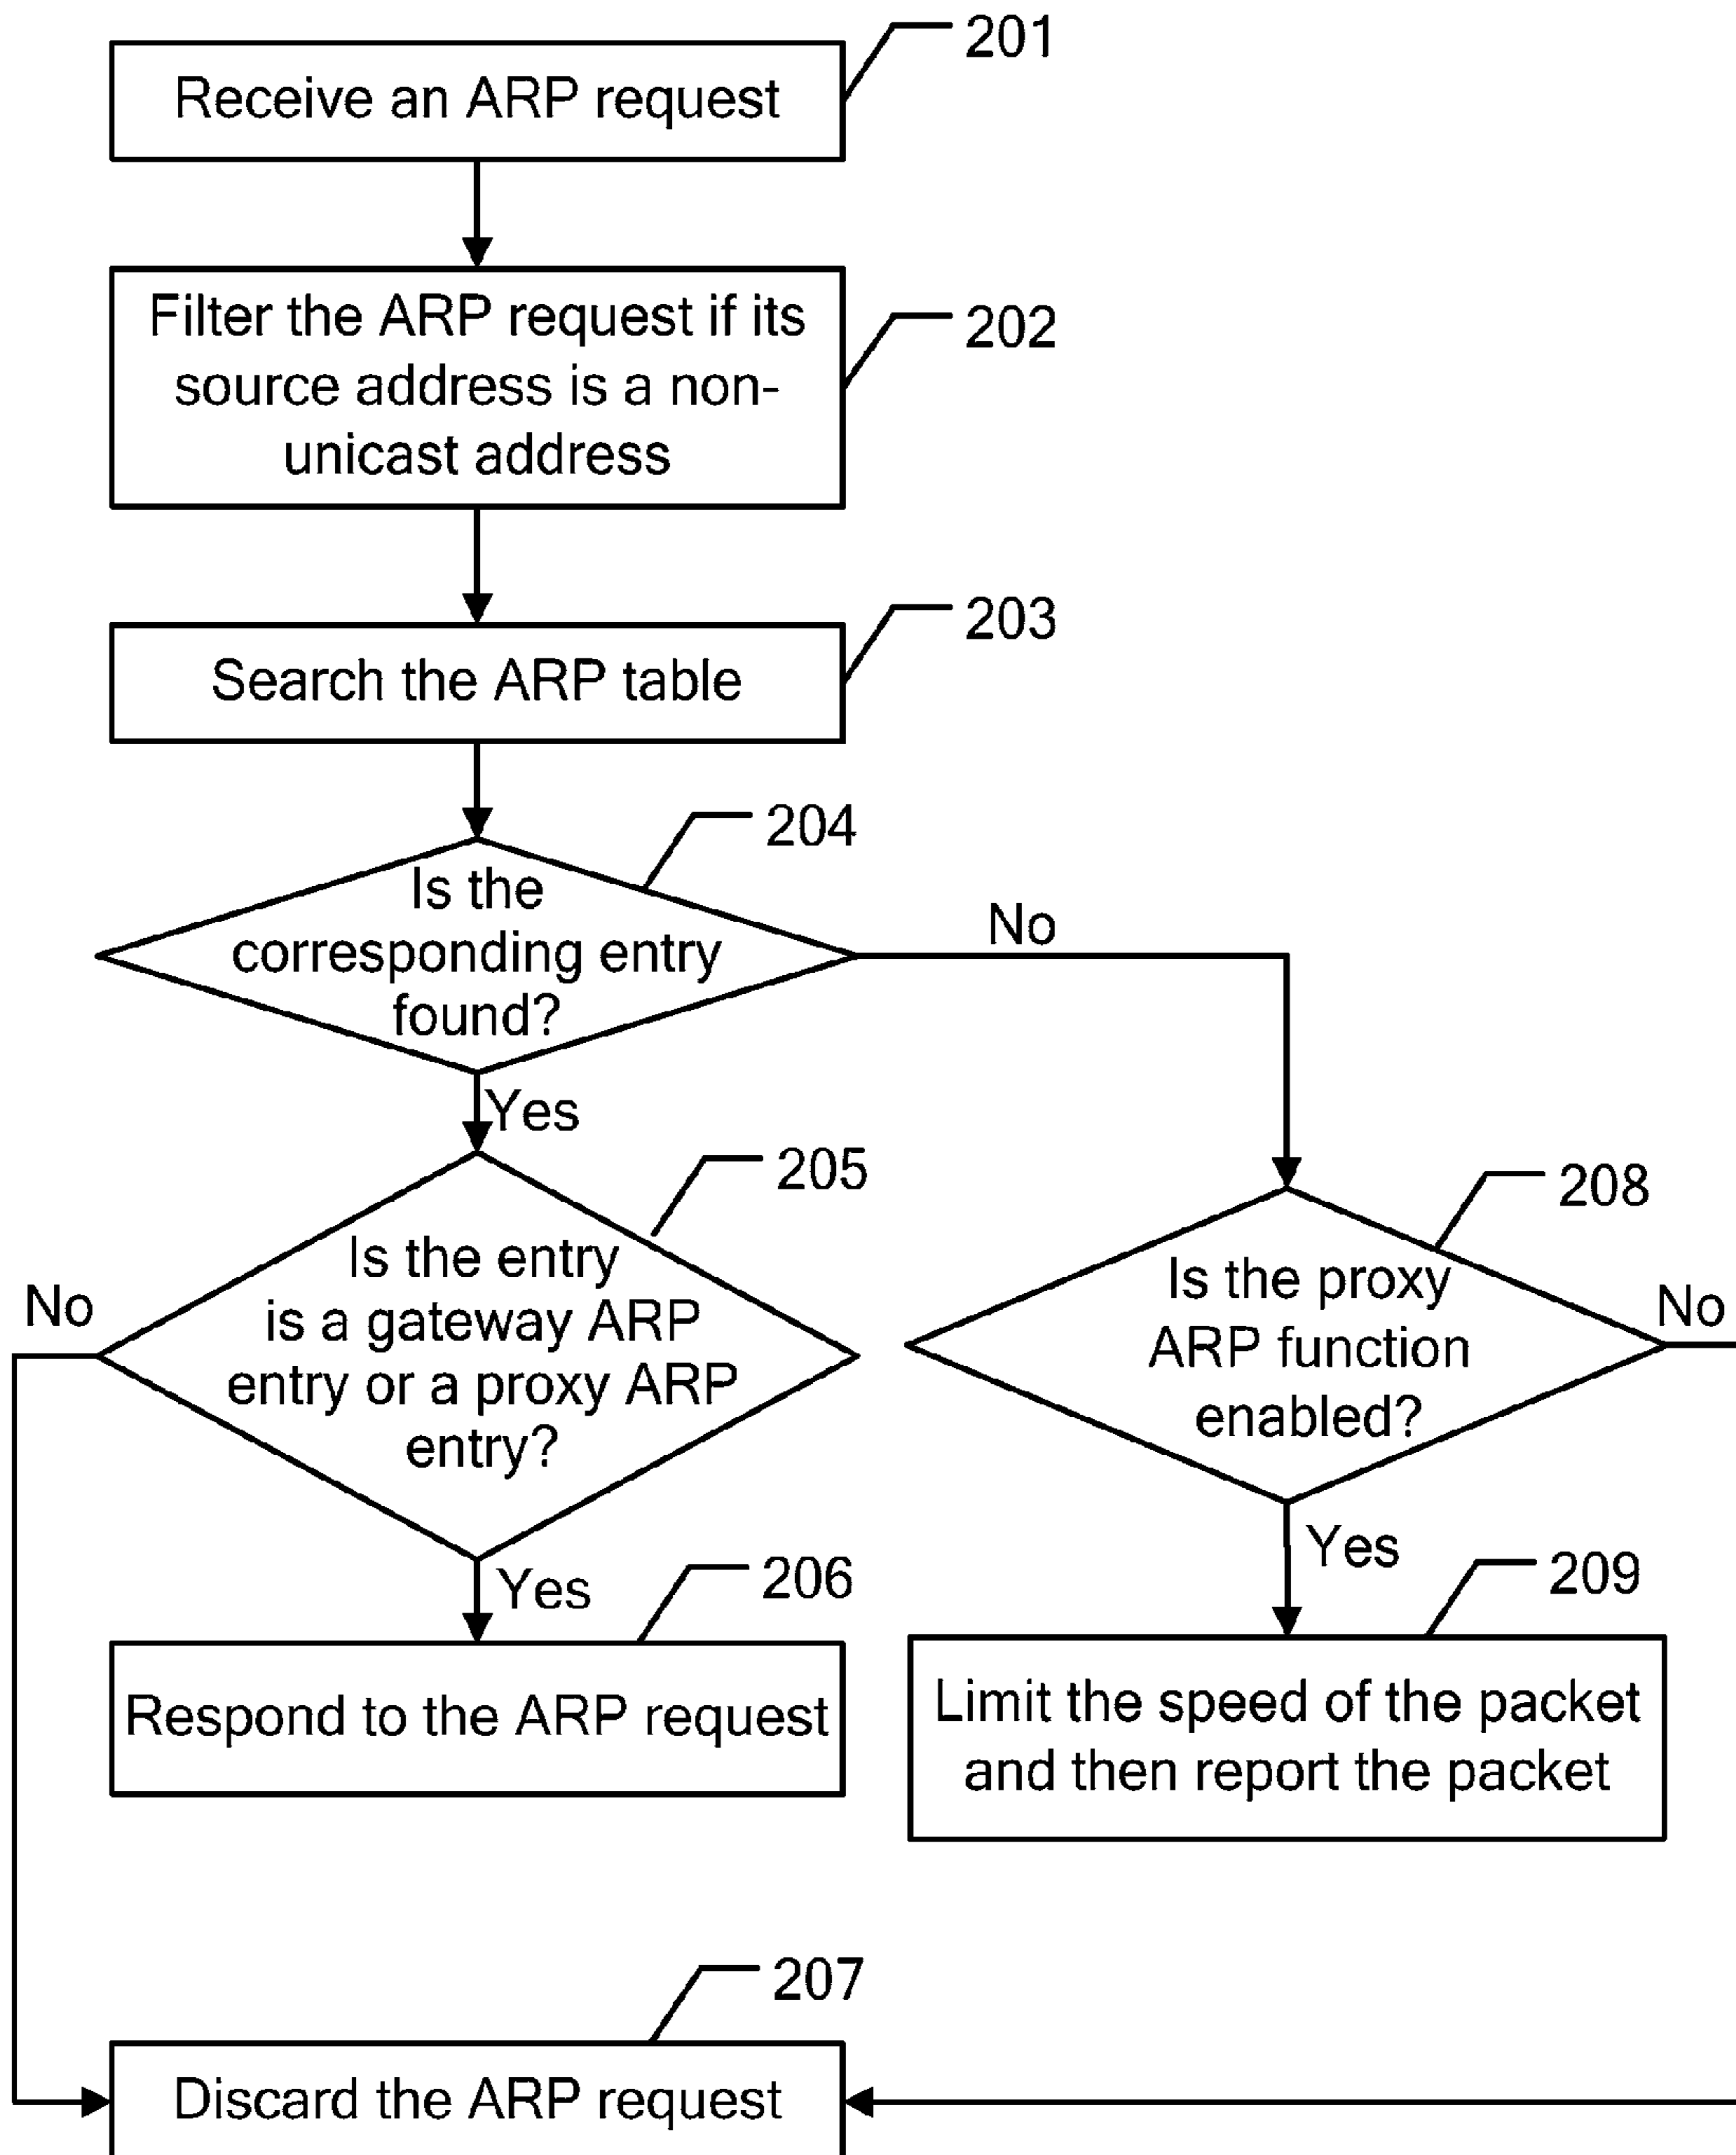 201
Receive an ARP request
Filter the ARP request if its
source address is a non-
unicast address
202
203
Search the ARP table
204
Is the
corresponding entry
found?
No
Yes
205
Is the entry
is a gateway ARP
entry or a proxy ARP
entry?
No
208
Is the proxy
ARP function
enabled?
No
Yes
206
Respond to the ARP request
Yes
209
Limit the speed of the packet
and then report the packet
207
Discard the ARP request